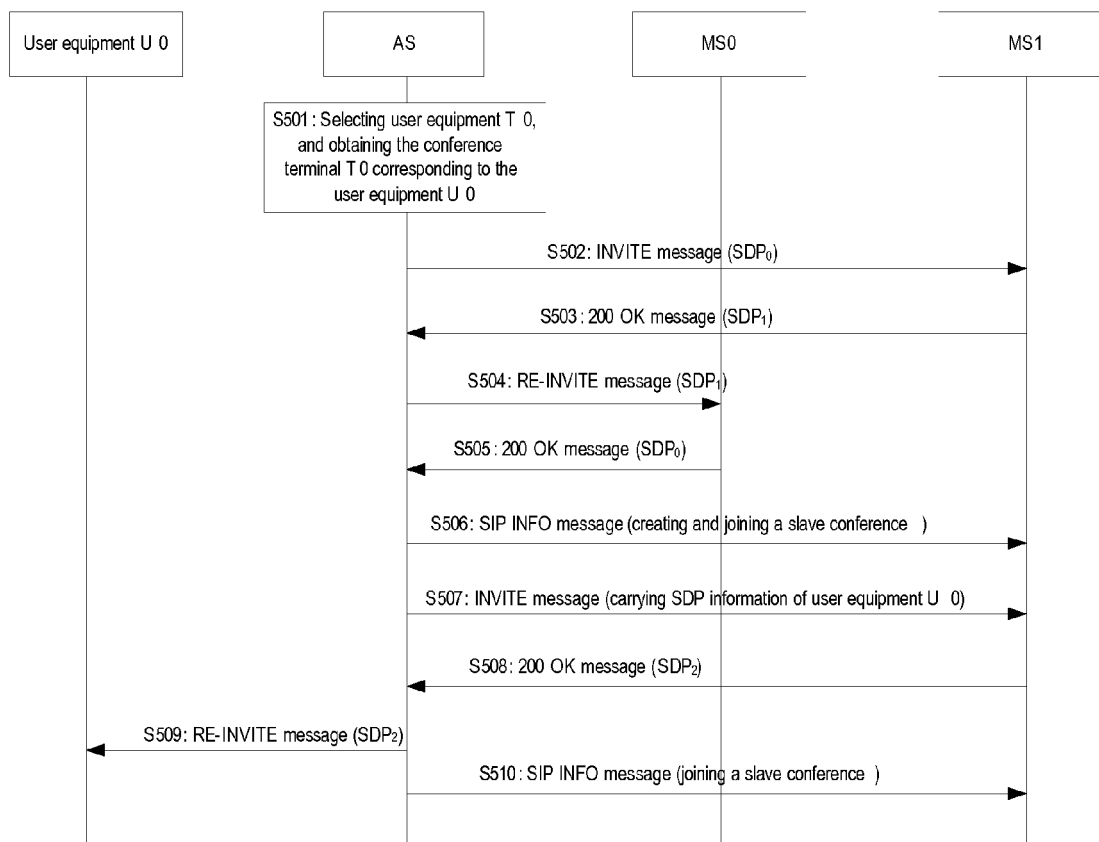 User equipment U 0
AS
MS0
MS1
S501 : Selecting user equipment T 0,
and obtaining the conference
terminal T 0 corresponding to the
user equipment U 0
S502: INVITE message (SDP₀)
S503 : 200 OK message (SDP₁)
S504: RE-INVITE message (SDP₁)
S505 : 200 OK message (SDP₀)
S506: SIP INFO message (creating and joining a slave conference )
S507: INVITE message (carrying SDP information of user equipment U 0)
S508: 200 OK message (SDP₂)
S509: RE-INVITE message (SDP₂)
S510 : SIP INFO message (joining a slave conference )